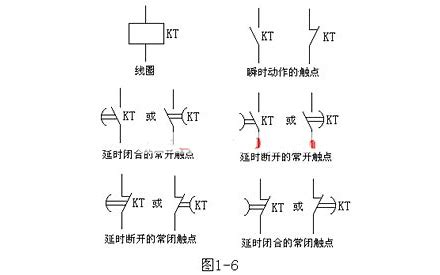 KT KT KT
线圈 瞬时动作的触点
KT 或 KT KT 或 KT
延时闭合的常开触点 延时断开的常开触点
KT 或 KT KT 或 KT
延时断开的常闭触点 延时闭合的常闭触点
图1-6